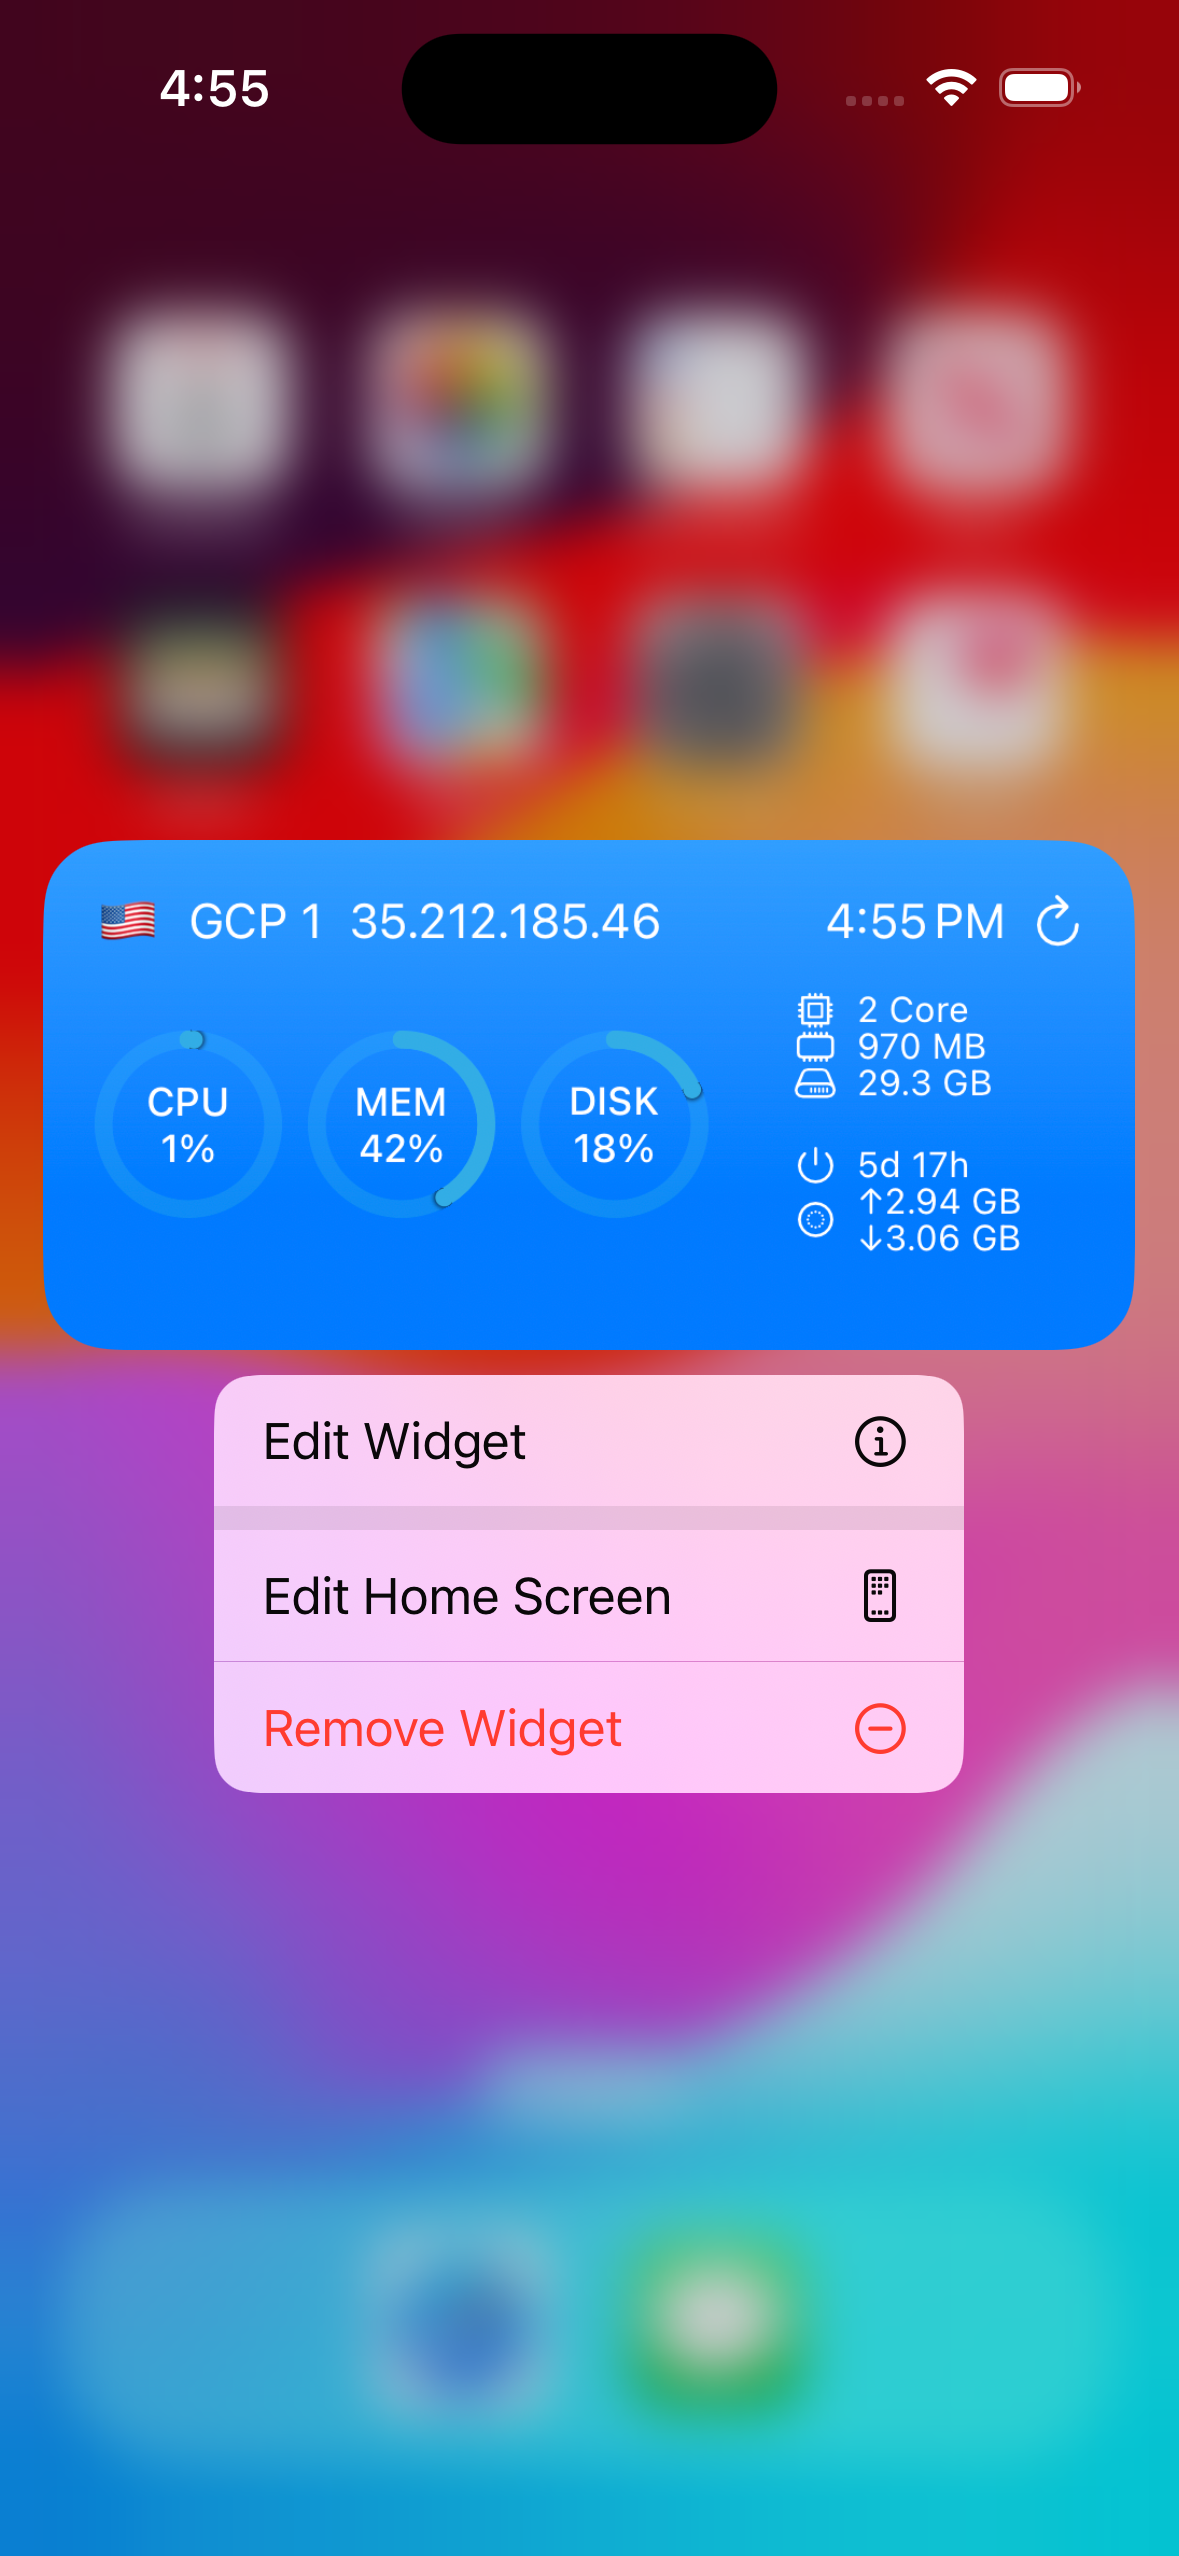 4:55
GCP 1 35.212.185.46 4:55 PM
CPU
1%
MEM
42%
DISK
18%
2 Core
970 MB
29.3 GB
5d 17h
↑2.94 GB
↓3.06 GB
Edit Widget
Edit Home Screen
Remove Widget